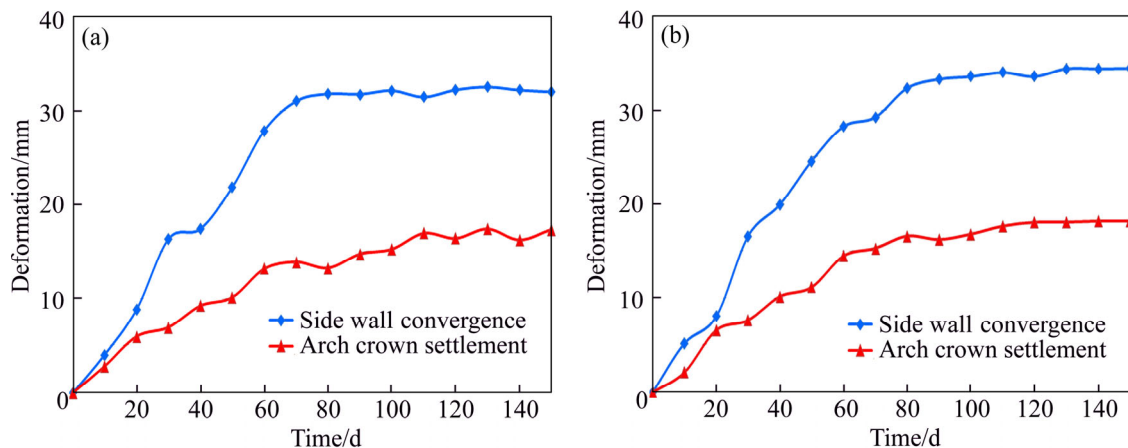 (a)
40
30
20
10
0
Deformation/mm
Side wall convergence
Arch crown settlement
20 40 60 80 100 120 140
Time/d
(b)
40
30
20
10
0
Deformation/mm
Side wall convergence
Arch crown settlement
20 40 60 80 100 120 140
Time/d